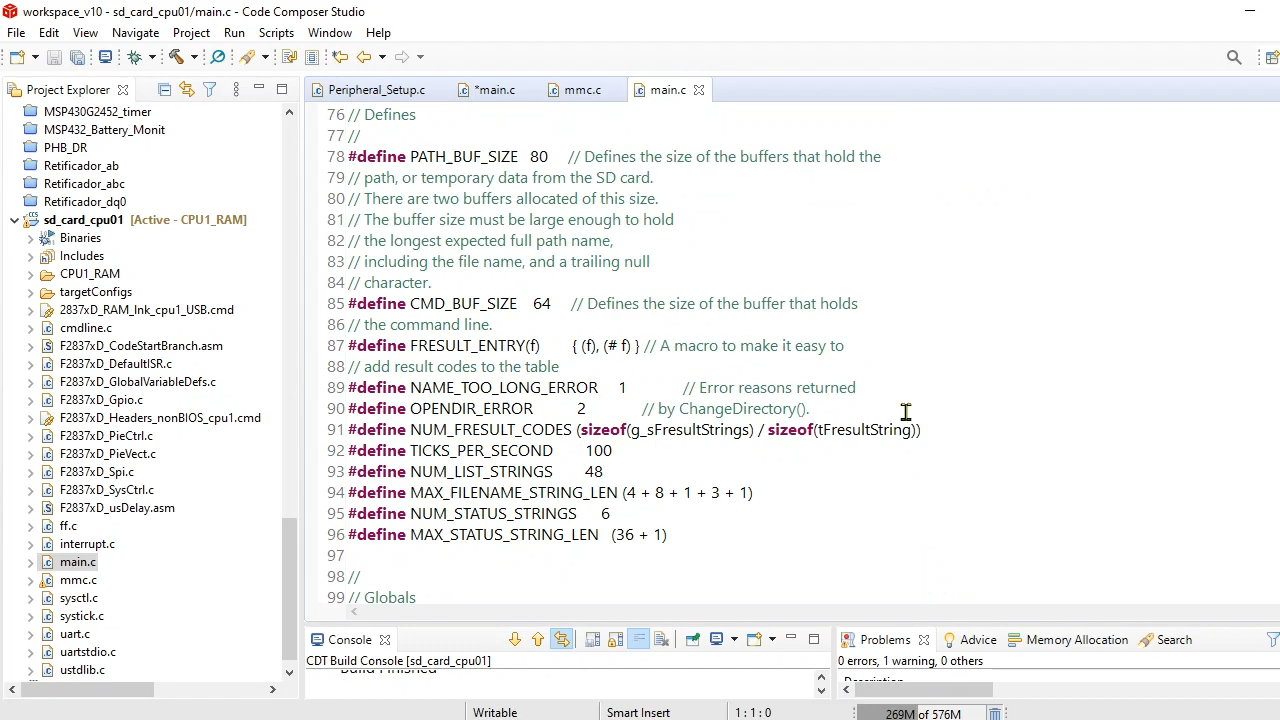 workspace_v10 - sd_card_cpu01/main.c - Code Composer Studio
File Edit View Navigate Project Run Scripts Window Help
Project Explorer
MSP430G2452_timer
MSP432_Battery_Monit
PHB_DR
Retificador_ab
Retificador_abc
Retificador_dq0
sd_card_cpu01 [Active - CPU1_RAM]
Binaries
Includes
CPU1_RAM
targetConfigs
2837xD_RAM_lnk_cpu1_USB.cmd
cmdline.c
F2837xD_CodeStartBranch.asm
F2837xD_DefaultISR.c
F2837xD_GlobalVariableDefs.c
F2837xD_Gpio.c
F2837xD_Headers_nonBIOS_cpu1.cmd
F2837xD_PieCtrl.c
F2837xD_PieVect.c
F2837xD_Spi.c
F2837xD_SysCtrl.c
F2837xD_usDelay.asm
ff.c
interrupt.c
main.c
mmc.c
sysctl.c
systick.c
uart.c
uartstdio.c
ustdlib.c
Peripheral_Setup.c *main.c mmc.c main.c
76 // Defines
77 //
78 #define PATH_BUF_SIZE 80 // Defines the size of the buffers that hold the
79 // path, or temporary data from the SD card.
80 // There are two buffers allocated of this size.
81 // The buffer size must be large enough to hold
82 // the longest expected full path name,
83 // including the file name, and a trailing null
84 // character.
85 #define CMD_BUF_SIZE 64 // Defines the size of the buffer that holds
86 // the command line.
87 #define FRESULT_ENTRY(f) { (f), (# f) } // A macro to make it easy to
88 // add result codes to the table
89 #define NAME_TOO_LONG_ERROR 1 // Error reasons returned
90 #define OPENDIR_ERROR 2 // by ChangeDirectory().
91 #define NUM_FRESULT_CODES (sizeof(g_sFresultStrings) / sizeof(tFresultString))
92 #define TICKS_PER_SECOND 100
93 #define NUM_LIST_STRINGS 48
94 #define MAX_FILENAME_STRING_LEN (4 + 8 + 1 + 3 + 1)
95 #define NUM_STATUS_STRINGS 6
96 #define MAX_STATUS_STRING_LEN (36 + 1)
97
98 //
99 // Globals
Console
CDT Build Console [sd_card_cpu01]
Build Finished
Problems Advice Memory Allocation Search
0 errors, 1 warning, 0 others
Description
Writable Smart Insert 1 : 1 : 0 269M of 576M